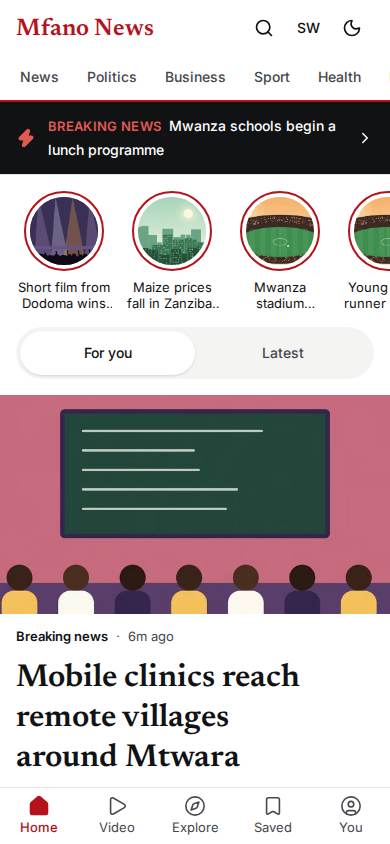 Mfano News
SW
News Politics Business Sport Health
BREAKING NEWS Mwanza schools begin a
lunch programme
Short film from
Dodoma wins..
Maize prices
fall in Zanziba..
Mwanza
stadium...
Young
runner
For you
Latest
Breaking news · 6m ago
Mobile clinics reach
remote villages
around Mtwara
Home Video Explore Saved You